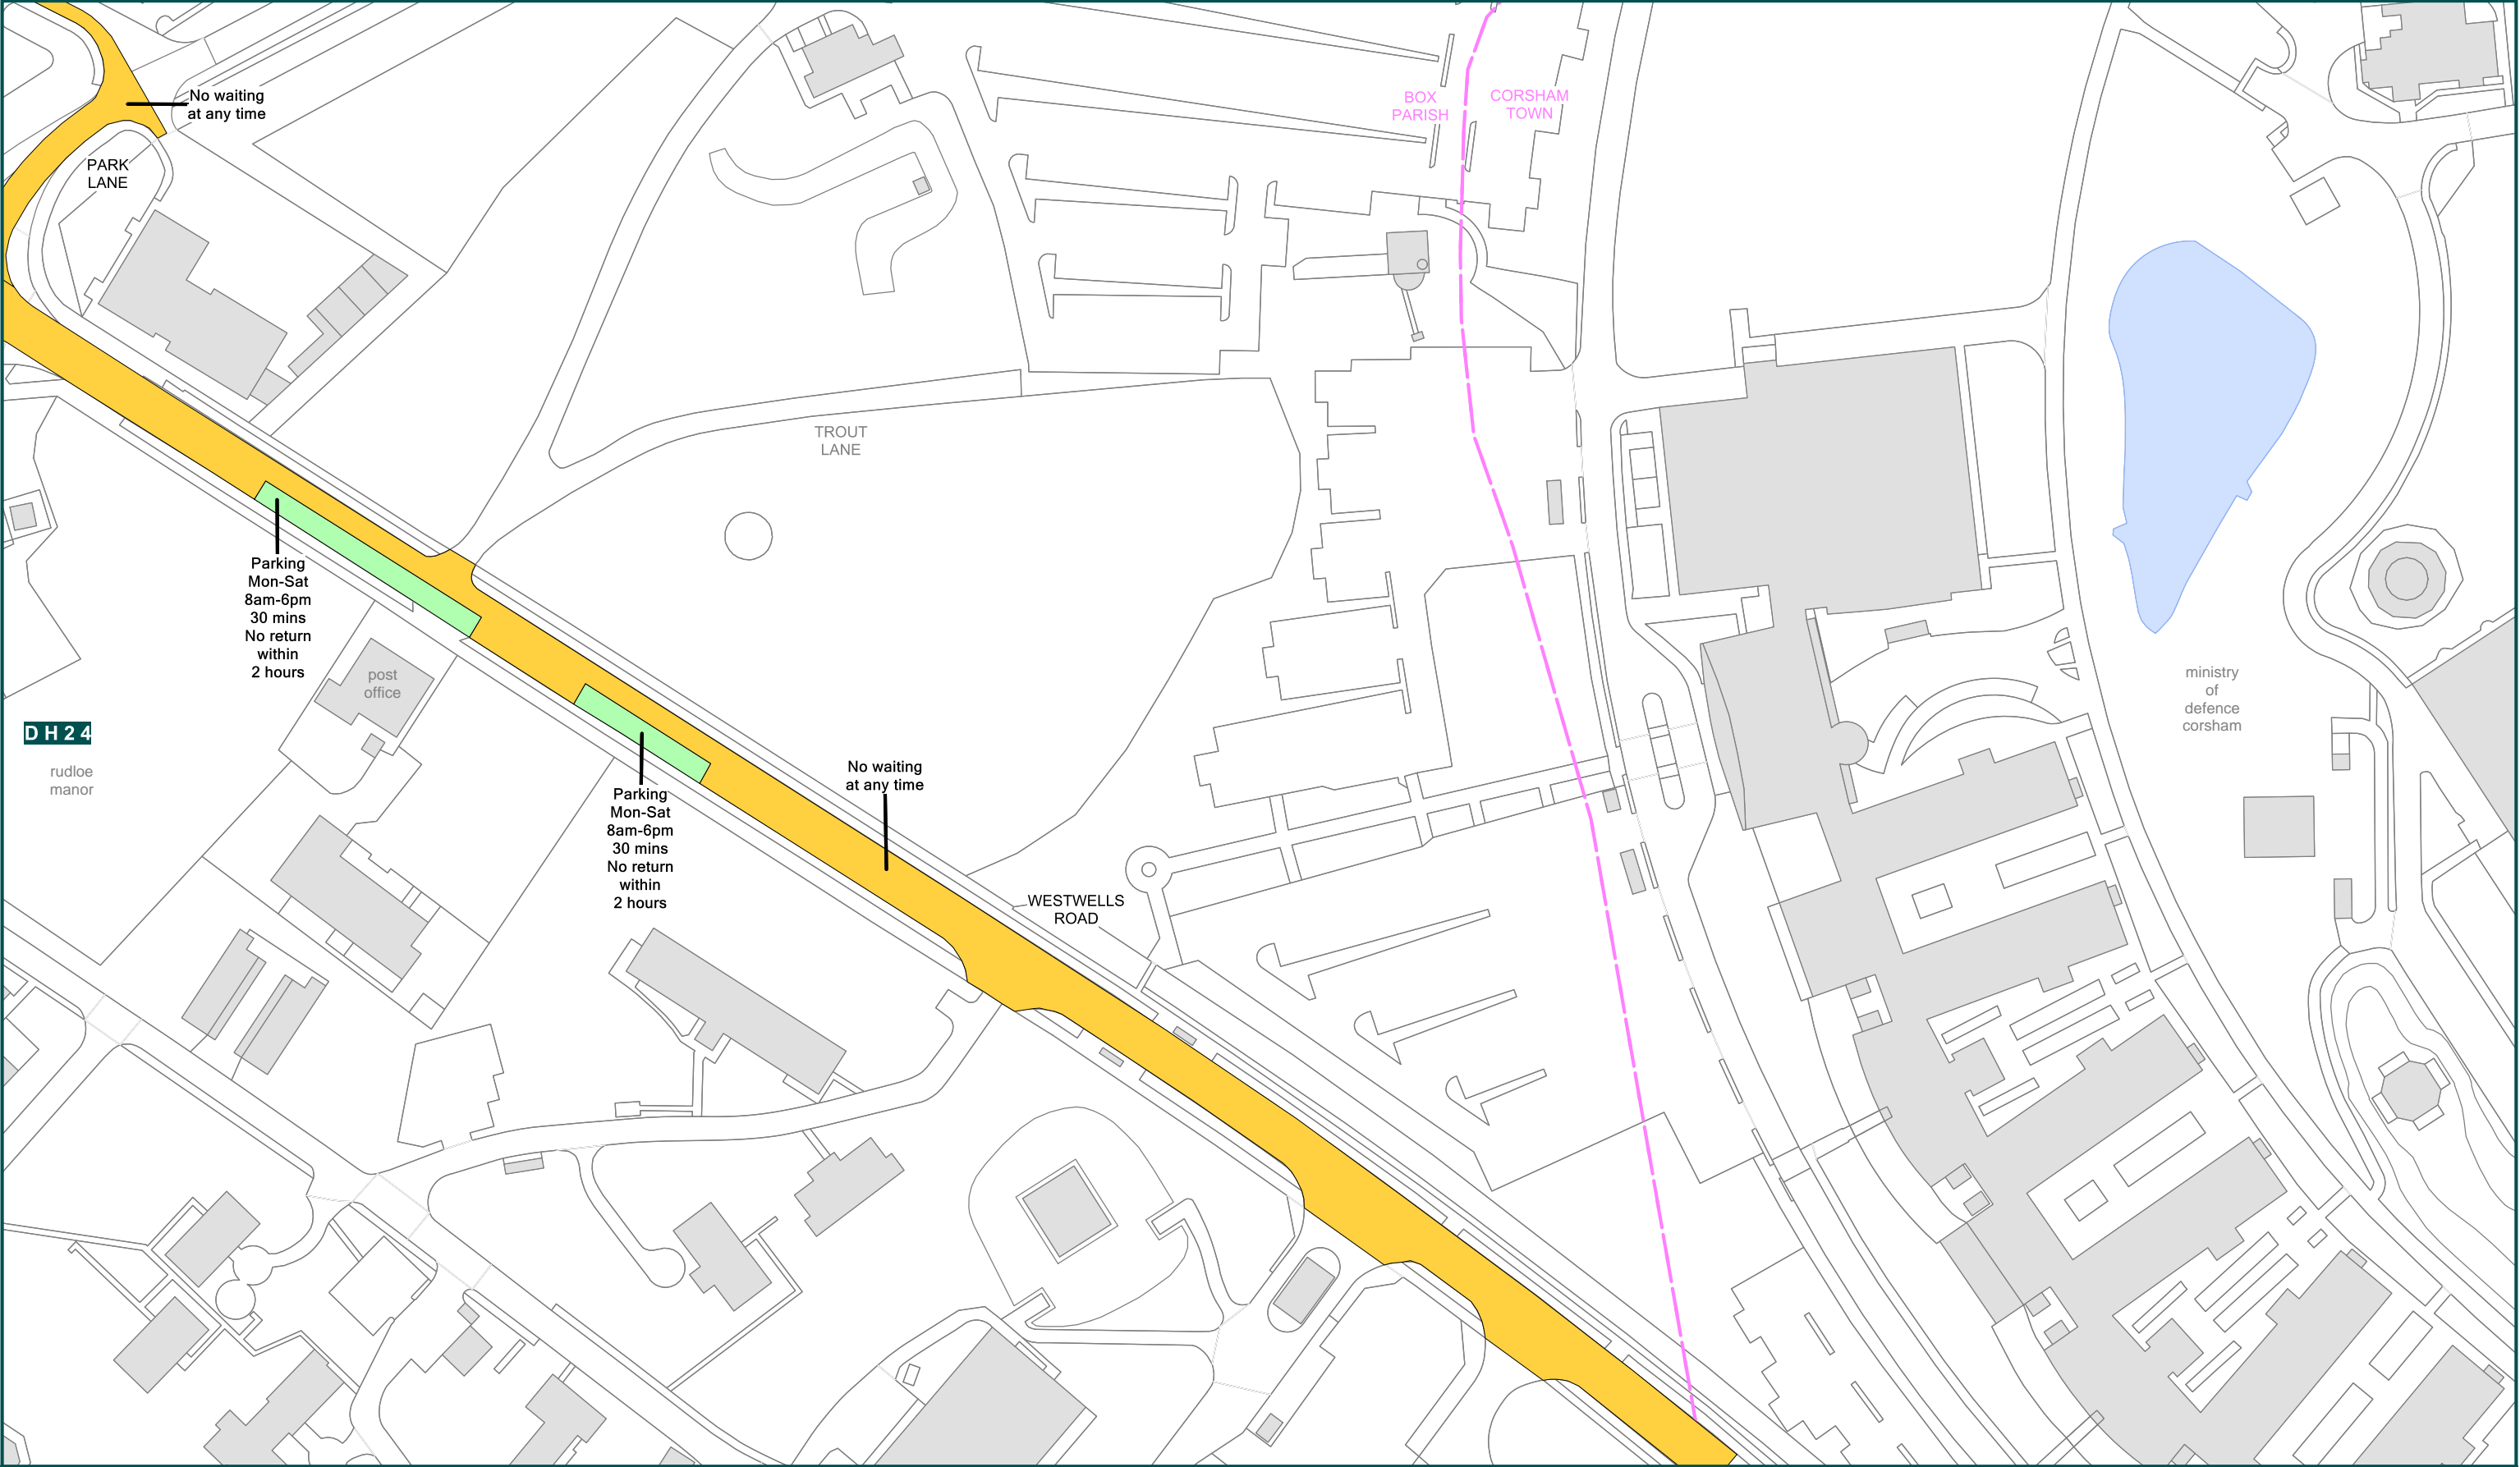 No waiting
at any time
PARK
LANE
BOX
PARISH
CORSHAM
TOWN
TROUT
LANE
Parking
Mon-Sat
8am-6pm
30 mins
No return
within
2 hours
post
office
ministry
of
defence
corsham
DH24
rudloe
manor
No waiting
at any time
Parking
Mon-Sat
8am-6pm
30 mins
No return
within
2 hours
WESTWELLS
ROAD